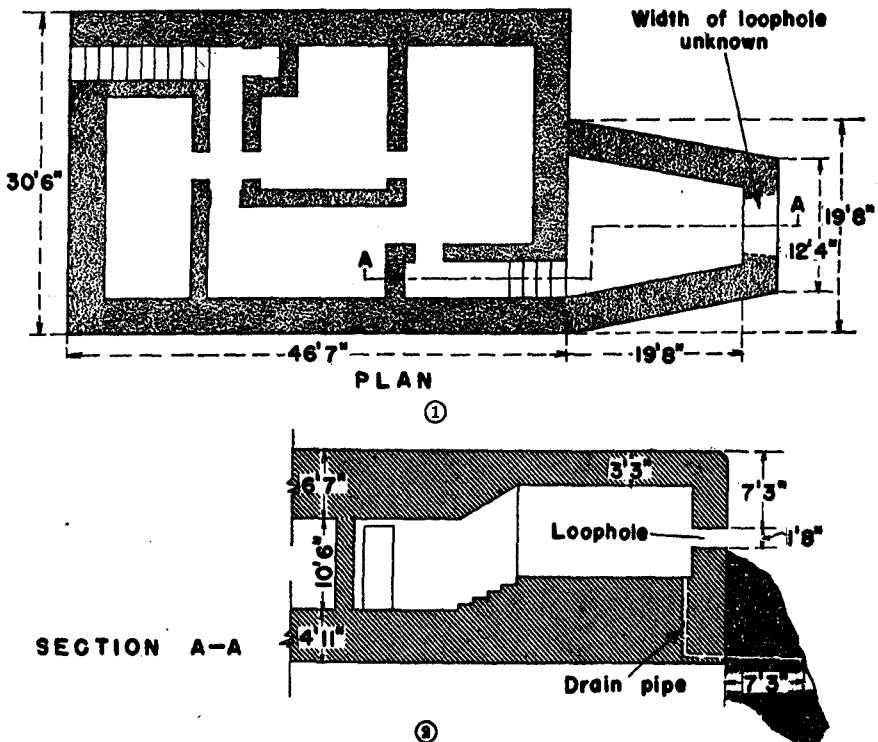 Width of loophole
unknown
30'6"
A
A
19'8"
12'4"
46'7"
19'8"
PLAN
①
6'7"
3'3"
7'3"
Loophole
1'8"
10'6"
SECTION A-A
4'11"
Drain pipe
7'3"
②